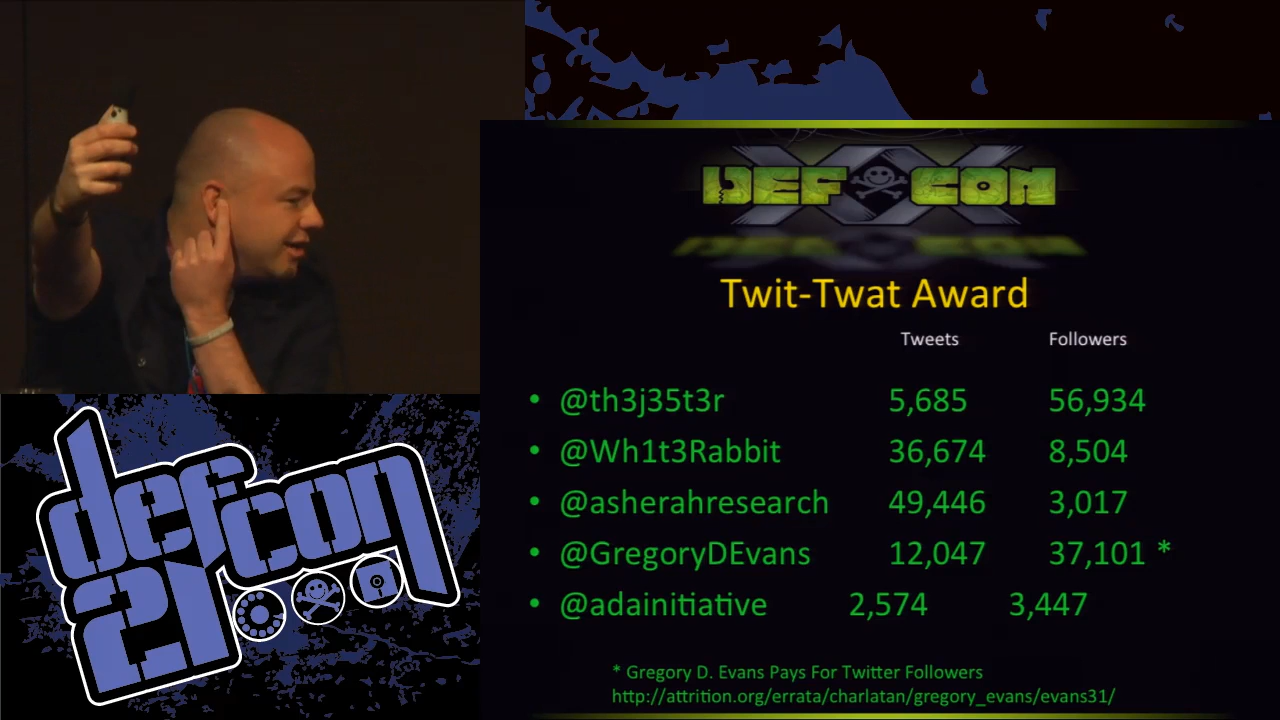 DEF CON
Twit-Twat Award
Tweets Followers
• @th3j35t3r 5,685 56,934
• @Wh1t3Rabbit 36,674 8,504
• @asherahresearch 49,446 3,017
• @GregoryDEvans 12,047 37,101 *
• @adainitiative 2,574 3,447
* Gregory D. Evans Pays For Twitter Followers
http://attrition.org/errata/charlatan/gregory_evans/evans31/
defcon
21